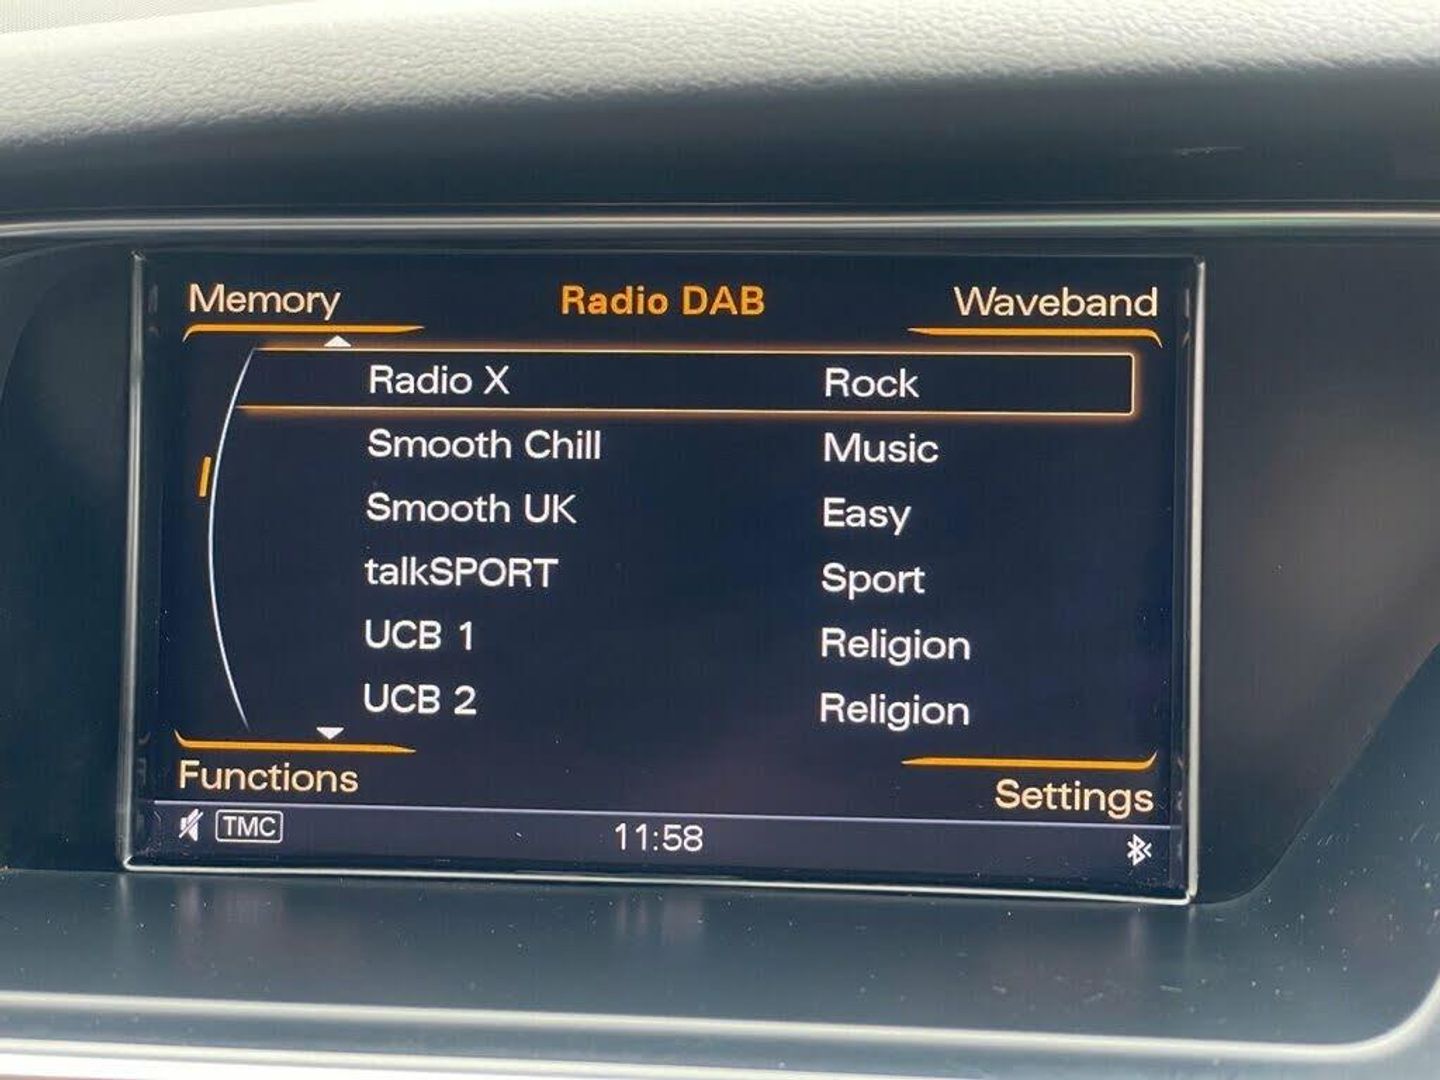 Memory Radio DAB Waveband
Radio X Rock
Smooth Chill Music
Smooth UK Easy
talkSPORT Sport
UCB 1 Religion
UCB 2 Religion
Functions Settings
TMC 11:58